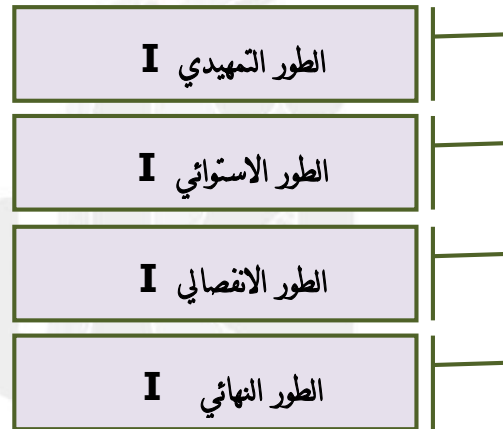 الطور التمهيدي I
الطور الاستوائي I
الطور الانفصالي I
الطور النهائي I